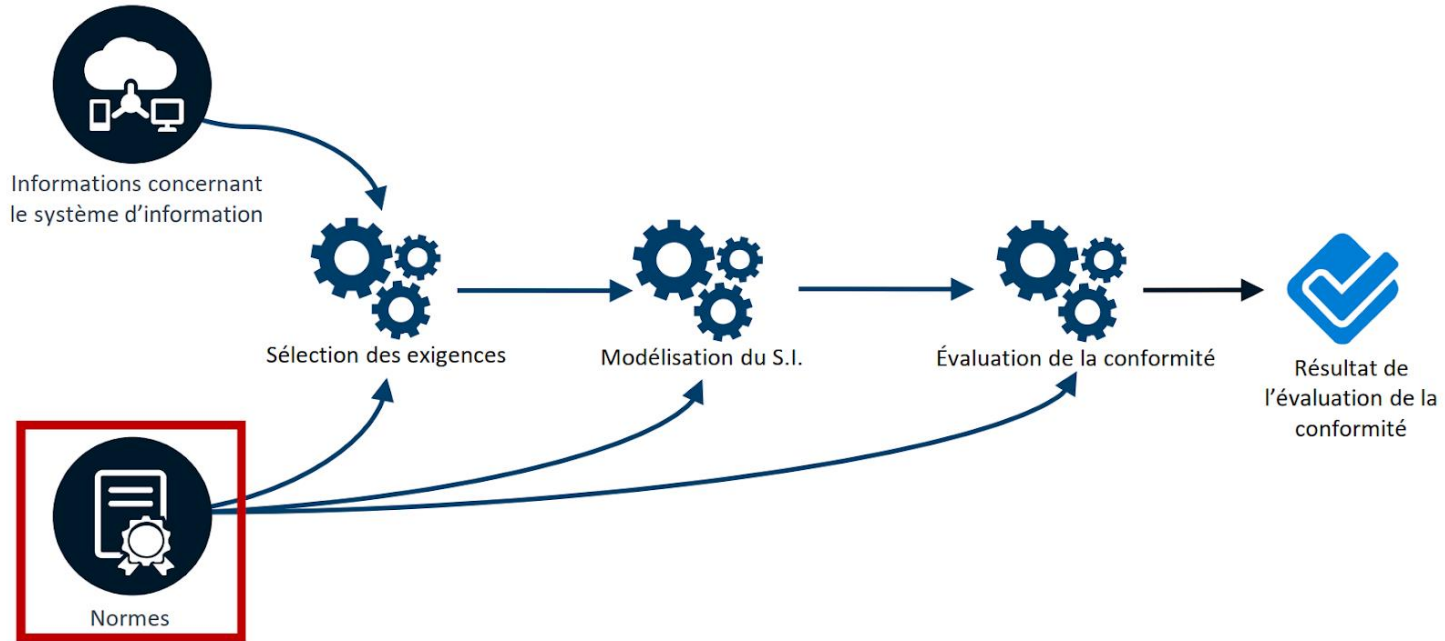 Informations concernant
le système d’information
Sélection des exigences
Modélisation du S.I.
Évaluation de la conformité
Résultat de
l’évaluation de la
conformité
Normes